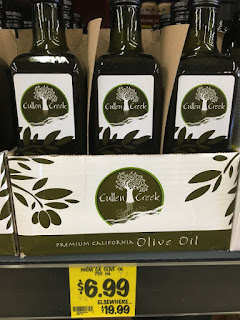 Cullen Creek
Cullen Creek
Cullen Creek
Cullen Creek
PREMIUM CALIFORNIA Olive Oil
$6.99
ELSEWHERE...
$19.99